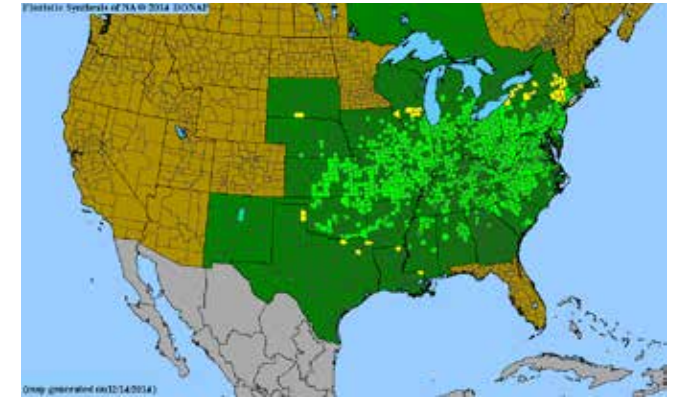 Floristic Synthesis of NA © 2014 BONAP
(map generated on 12/14/2014)